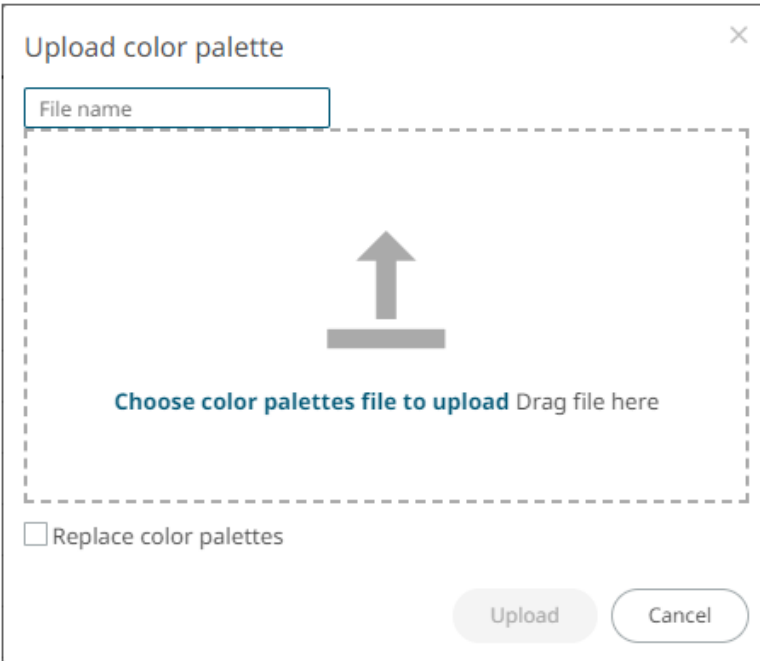 Upload color palette
File name
Choose color palettes file to upload Drag file here
Replace color palettes
Upload Cancel